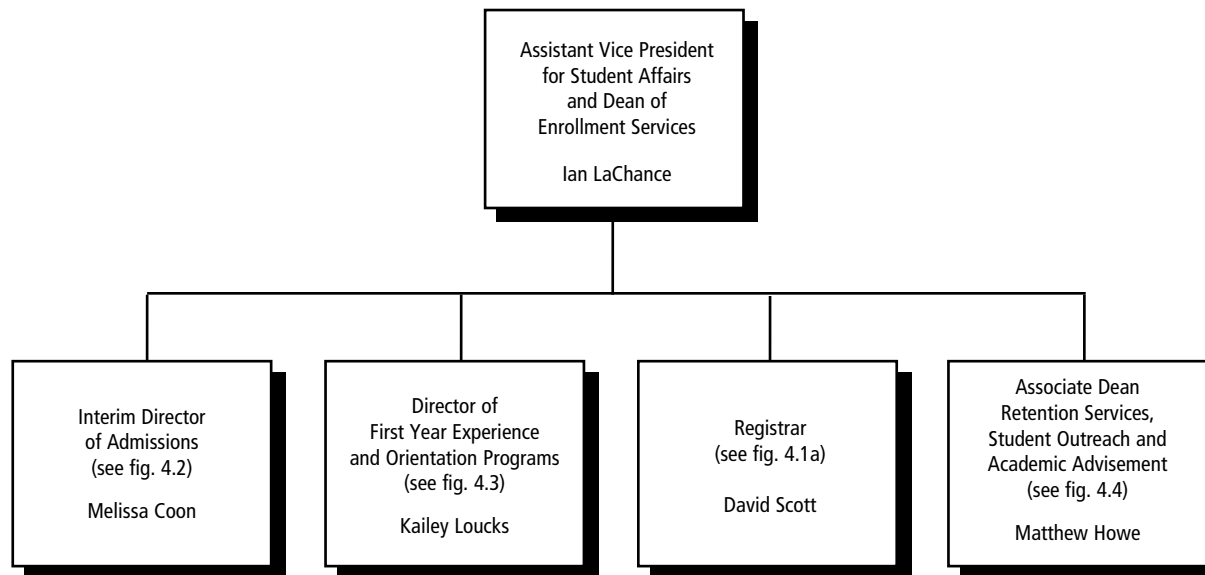 Assistant Vice President
for Student Affairs
and Dean of
Enrollment Services
Ian LaChance
Interim Director
of Admissions
(see fig. 4.2)
Melissa Coon
Director of
First Year Experience
and Orientation Programs
(see fig. 4.3)
Kailey Loucks
Registrar
(see fig. 4.1a)
David Scott
Associate Dean
Retention Services,
Student Outreach and
Academic Advisement
(see fig. 4.4)
Matthew Howe